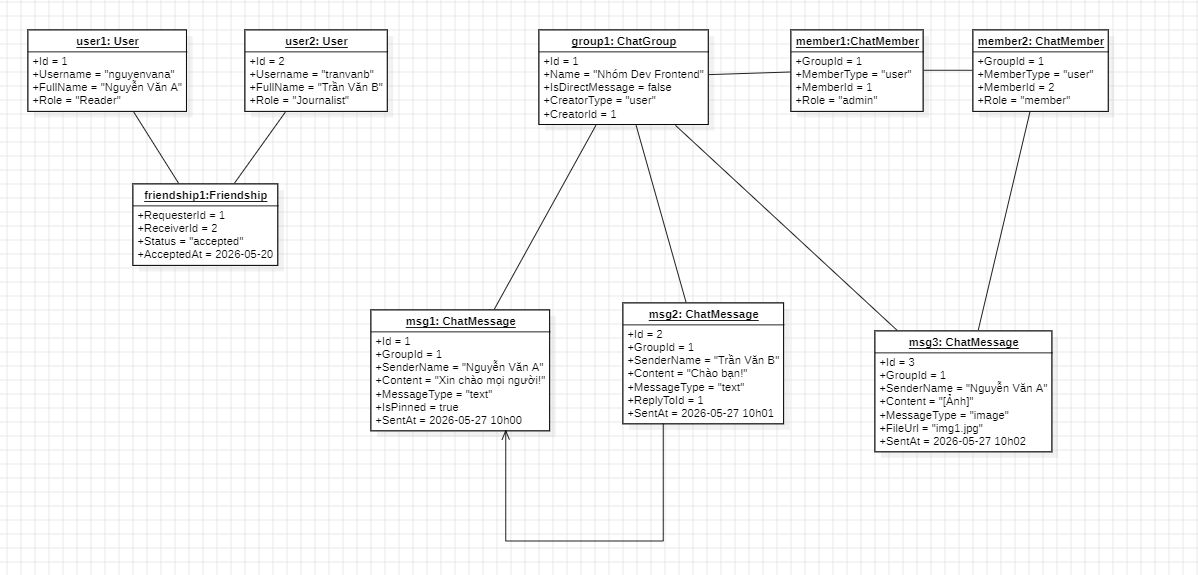 user1: User
+Id = 1
+Username = "nguyenvana"
+FullName = "Nguyễn Văn A"
+Role = "Reader"
user2: User
+Id = 2
+Username = "tranvanb"
+FullName = "Trần Văn B"
+Role = "Journalist"
group1: ChatGroup
+Id = 1
+Name = "Nhóm Dev Frontend"
+IsDirectMessage = false
+CreatorType = "user"
+CreatorId = 1
member1:ChatMember
+GroupId = 1
+MemberType = "user"
+MemberId = 1
+Role = "admin"
member2: ChatMember
+GroupId = 1
+MemberType = "user"
+MemberId = 2
+Role = "member"
friendship1:Friendship
+RequesterId = 1
+ReceiverId = 2
+Status = "accepted"
+AcceptedAt = 2026-05-20
msg1: ChatMessage
+Id = 1
+GroupId = 1
+SenderName = "Nguyễn Văn A"
+Content = "Xin chào mọi người!"
+MessageType = "text"
+IsPinned = true
+SentAt = 2026-05-27 10h00
msg2: ChatMessage
+Id = 2
+GroupId = 1
+SenderName = "Trần Văn B"
+Content = "Chào bạn!"
+MessageType = "text"
+ReplyToId = 1
+SentAt = 2026-05-27 10h01
msg3: ChatMessage
+Id = 3
+GroupId = 1
+SenderName = "Nguyễn Văn A"
+Content = "[Ảnh]"
+MessageType = "image"
+FileUrl = "img1.jpg"
+SentAt = 2026-05-27 10h02